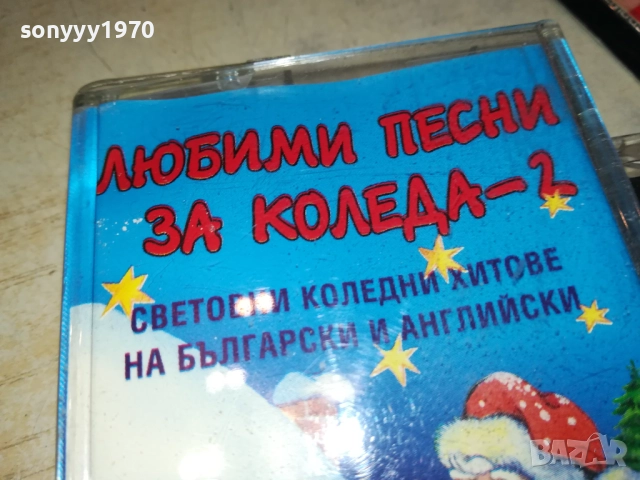 sonyyy1970
ЛЮБИМИ ПЕСНИ
ЗА КОЛЕДА-2
СВЕТОВНИ КОЛЕДНИ ХИТОВЕ
НА БЪЛГАРСКИ И АНГЛИЙСКИ
BAZAR